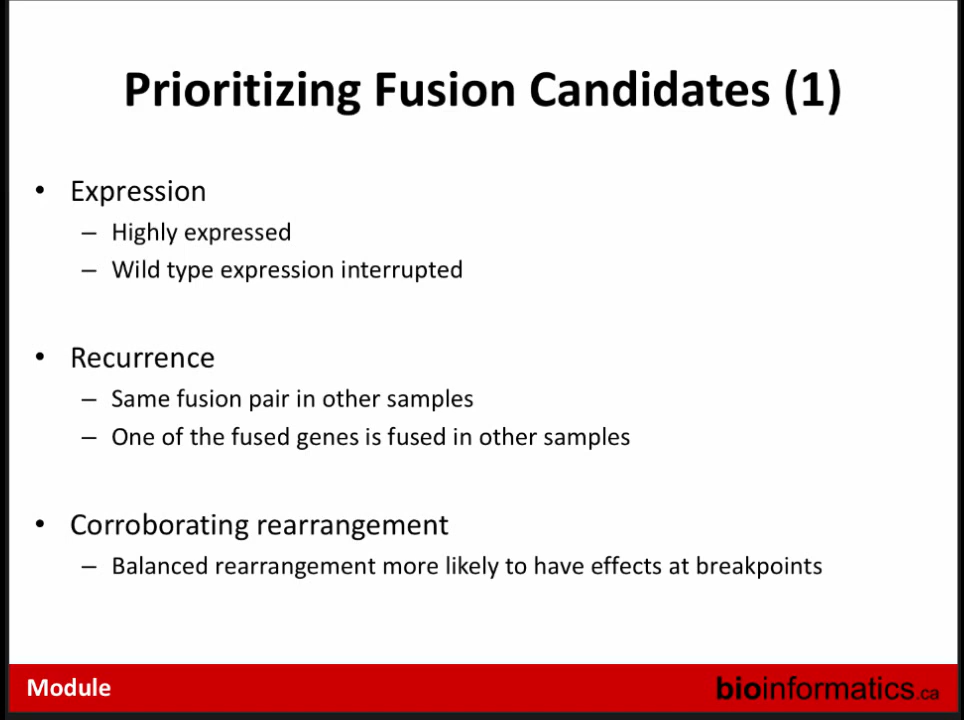 Prioritizing Fusion Candidates (1)
• Expression
– Highly expressed
– Wild type expression interrupted
• Recurrence
– Same fusion pair in other samples
– One of the fused genes is fused in other samples
• Corroborating rearrangement
– Balanced rearrangement more likely to have effects at breakpoints
Module
bioinformatics.ca